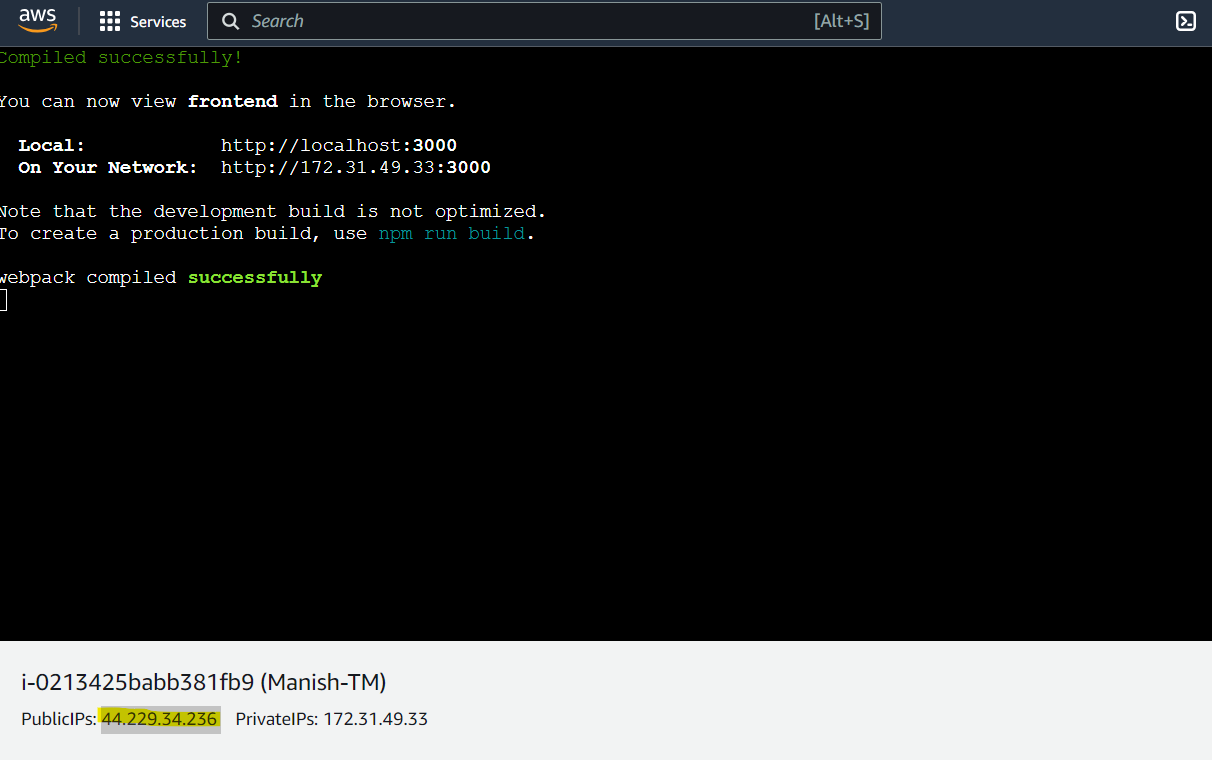 aws Services Search [Alt+S]
Compiled successfully!
You can now view frontend in the browser.
Local: http://localhost:3000
On Your Network: http://172.31.49.33:3000
Note that the development build is not optimized.
To create a production build, use npm run build.
webpack compiled successfully
i-0213425babb381fb9 (Manish-TM)
PublicIPs: 44.229.34.236 PrivateIPs: 172.31.49.33